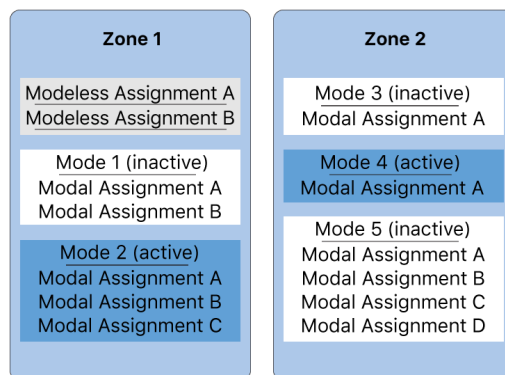 Zone 1
Modeless Assignment A
Modeless Assignment B
Mode 1 (inactive)
Modal Assignment A
Modal Assignment B
Mode 2 (active)
Modal Assignment A
Modal Assignment B
Modal Assignment C
Zone 2
Mode 3 (inactive)
Modal Assignment A
Mode 4 (active)
Modal Assignment A
Mode 5 (inactive)
Modal Assignment A
Modal Assignment B
Modal Assignment C
Modal Assignment D